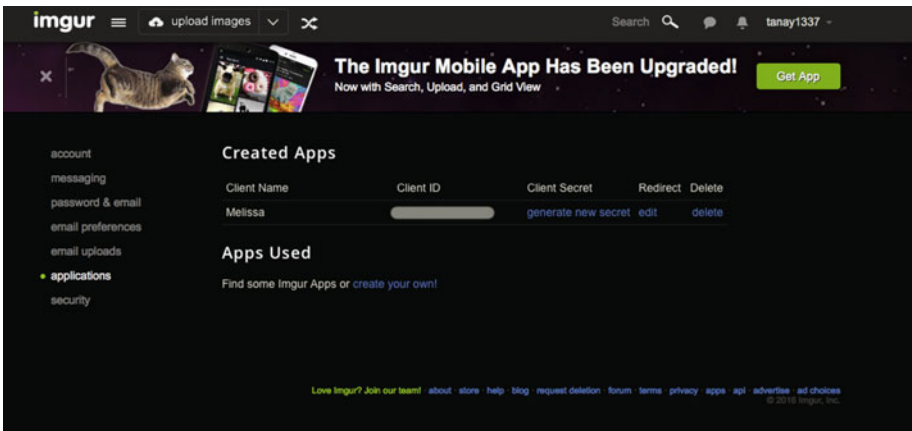 imgur upload images Search tanay1337
The Imgur Mobile App Has Been Upgraded!
Now with Search, Upload, and Grid View
Get App
account
messaging
password & email
email preferences
email uploads
applications
security
Created Apps
Client Name Client ID Client Secret Redirect Delete
Melissa generate new secret edit delete
Apps Used
Find some Imgur Apps or create your own!
Love Imgur? Join our team! about · store · help · blog · request deletion · forum · terms · privacy · apps · api · advertise · ad choices
© 2016 Imgur, Inc.